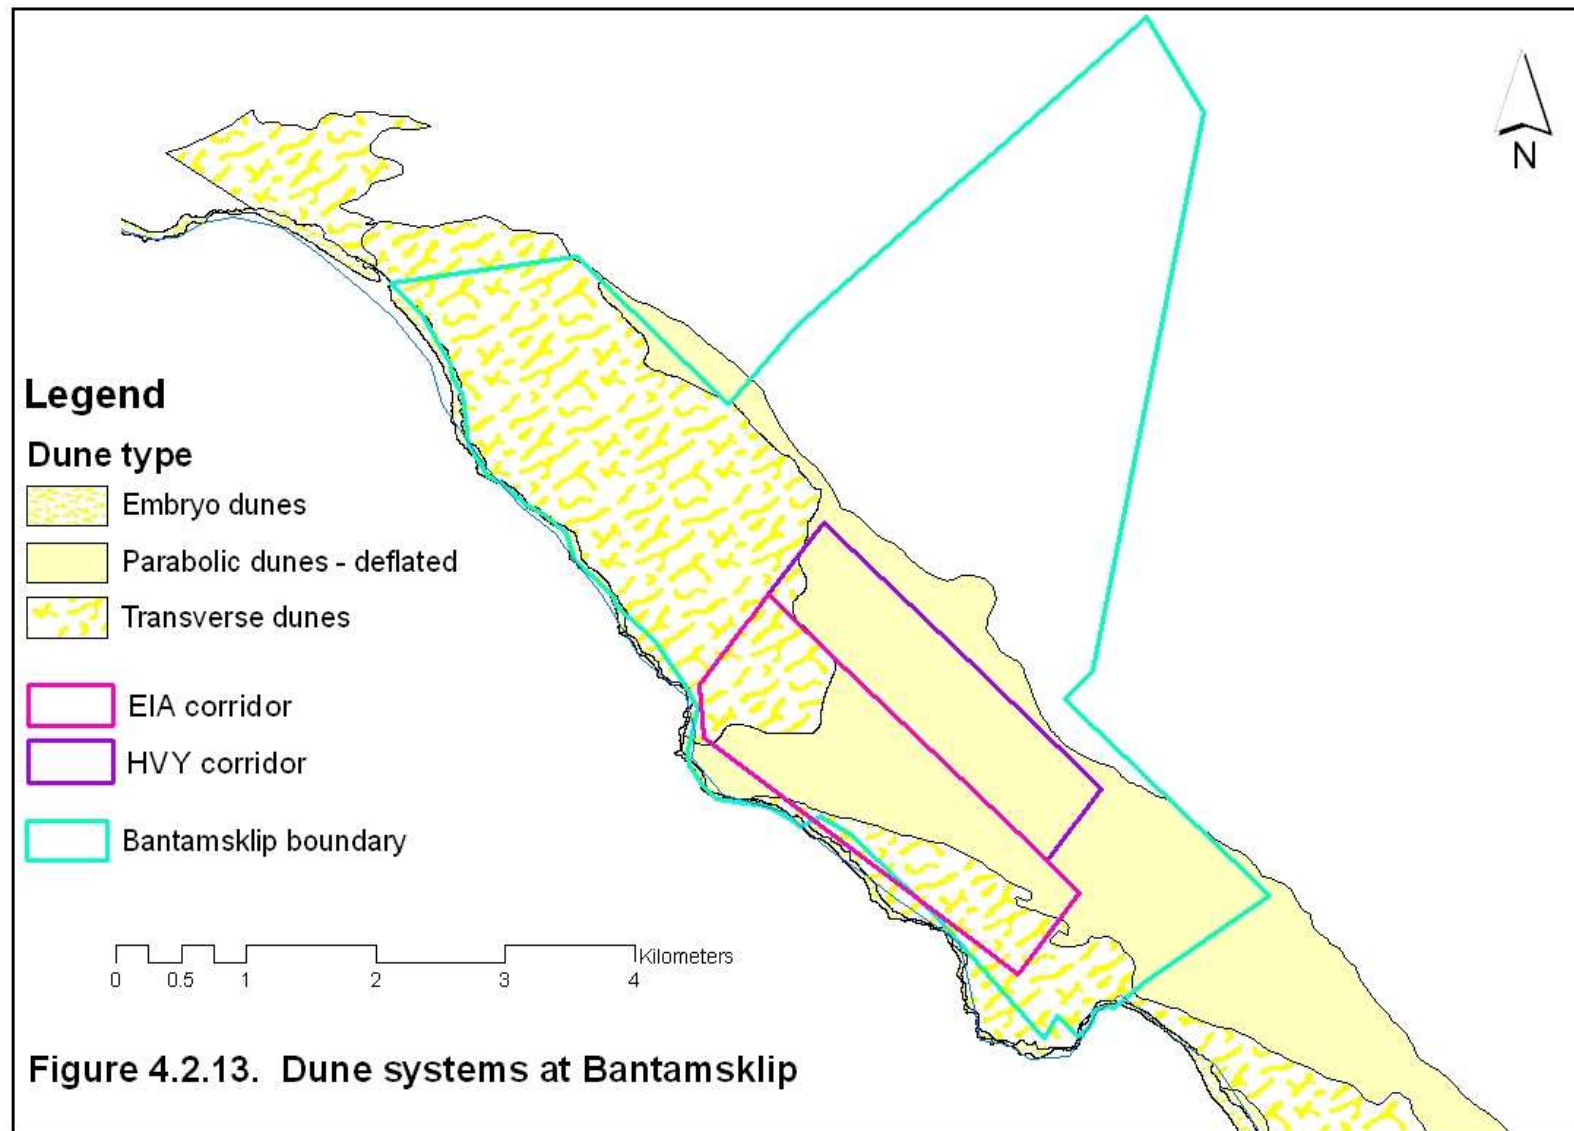 N
Legend
Dune type
Embryo dunes
Parabolic dunes - deflated
Transverse dunes
EIA corridor
HVY corridor
Bantamsklip boundary
Kilometers
0 0.5 1 2 3 4
Figure 4.2.13. Dune systems at Bantamsklip